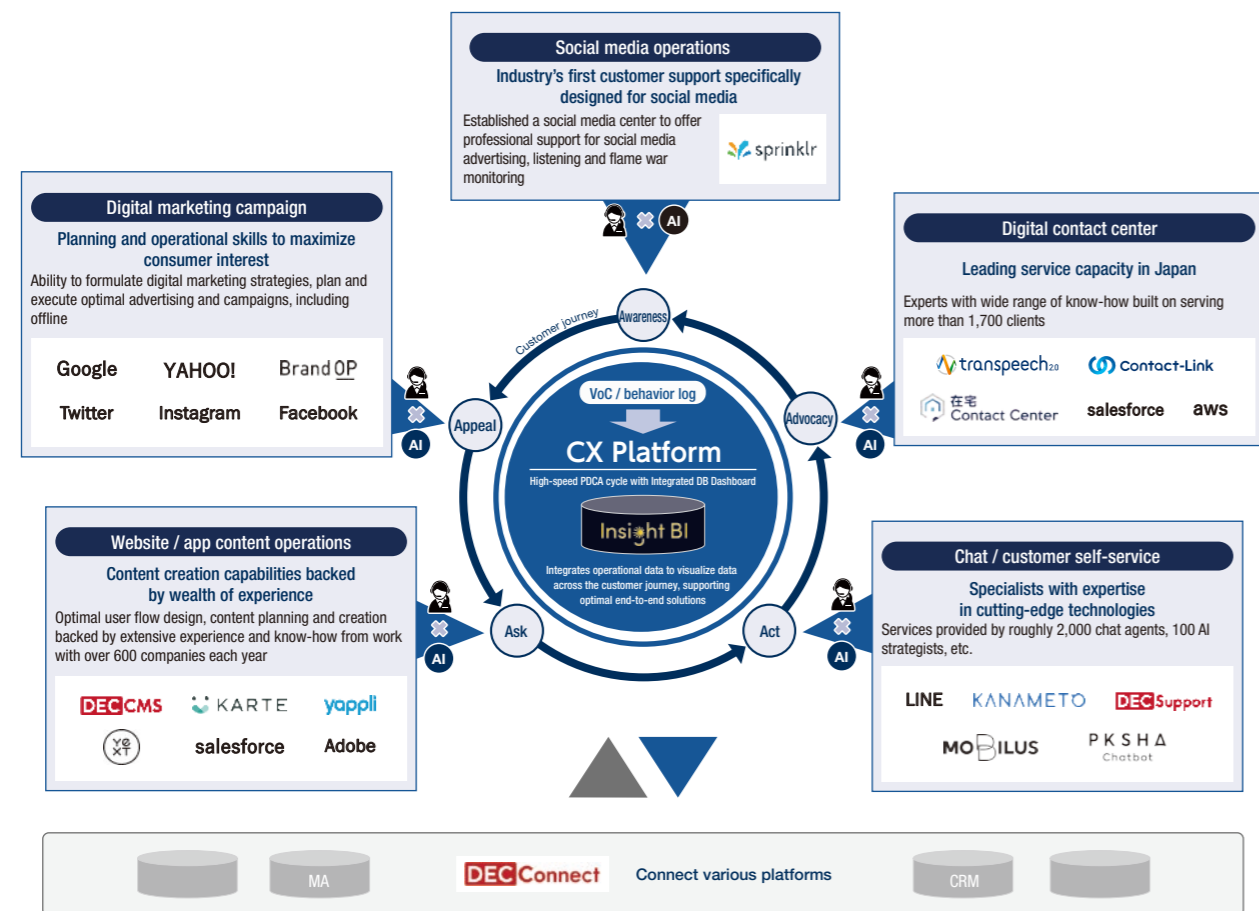 Social media operations
Industry's first customer support specifically
designed for social media
Established a social media center to offer
professional support for social media
advertising, listening and flame war
monitoring
sprinklr
AI
Digital marketing campaign
Planning and operational skills to maximize
consumer interest
Ability to formulate digital marketing strategies, plan and
execute optimal advertising and campaigns, including
offline
Google YAHOO! Brand OP
Twitter Instagram Facebook
AI
Digital contact center
Leading service capacity in Japan
Experts with wide range of know-how built on serving
more than 1,700 clients
transpeech 2.0 Contact-Link
在宅
Contact Center salesforce aws
AI
Customer journey
Awareness
Appeal
Advocacy
Ask
Act
VoC / behavior log
CX Platform
High-speed PDCA cycle with Integrated DB Dashboard
Insight BI
Integrates operational data to visualize data
across the customer journey, supporting
optimal end-to-end solutions
Website / app content operations
Content creation capabilities backed
by wealth of experience
Optimal user flow design, content planning and creation
backed by extensive experience and know-how from work
with over 600 companies each year
DEC CMS KARTE yappli
YEXT salesforce Adobe
AI
Chat / customer self-service
Specialists with expertise
in cutting-edge technologies
Services provided by roughly 2,000 chat agents, 100 AI
strategists, etc.
LINE KANAMETO DEC Support
MOBILUS PKSHA
Chatbot
AI
MA
DEC Connect
Connect various platforms
CRM